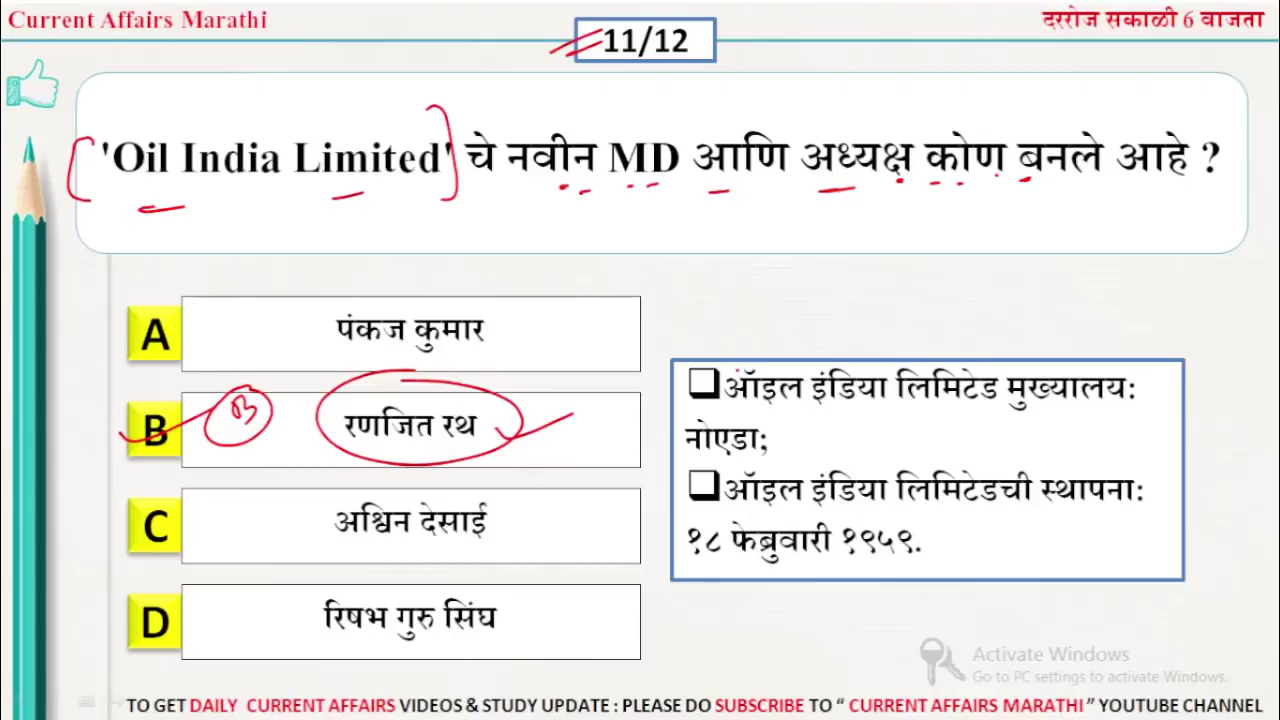 Current Affairs Marathi
दररोज सकाळी 6 वाजता
11/12
'Oil India Limited' चे नवीन MD आणि अध्यक्ष कोण बनले आहे ?
A पंकज कुमार
B B रणजित रथ
C अश्विन देसाई
D रिषभ गुरु सिंघ
❑ऑइल इंडिया लिमिटेड मुख्यालय:
नोएडा;
❑ऑइल इंडिया लिमिटेडची स्थापना:
१८ फेब्रुवारी १९५९.
Activate Windows
Go to PC settings to activate Windows.
TO GET DAILY CURRENT AFFAIRS VIDEOS & STUDY UPDATE : PLEASE DO SUBSCRIBE TO “ CURRENT AFFAIRS MARATHI ” YOUTUBE CHANNEL